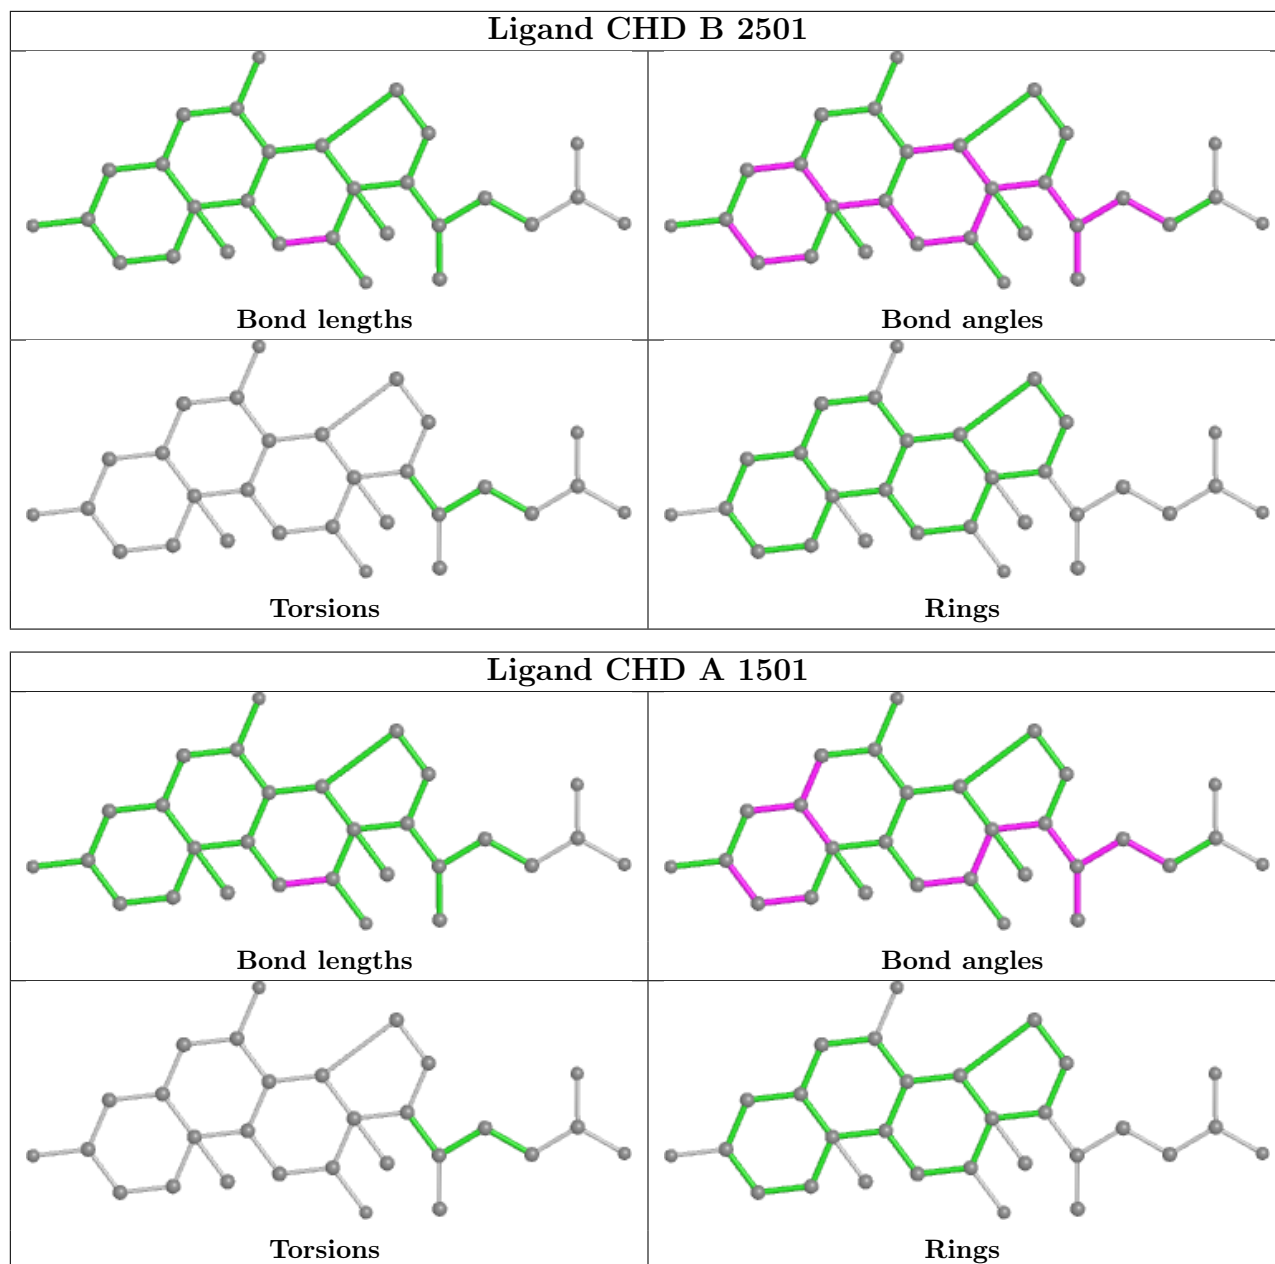 Ligand CHD B 2501
Bond lengths
Bond angles
Torsions
Rings
Ligand CHD A 1501
Bond lengths
Bond angles
Torsions
Rings